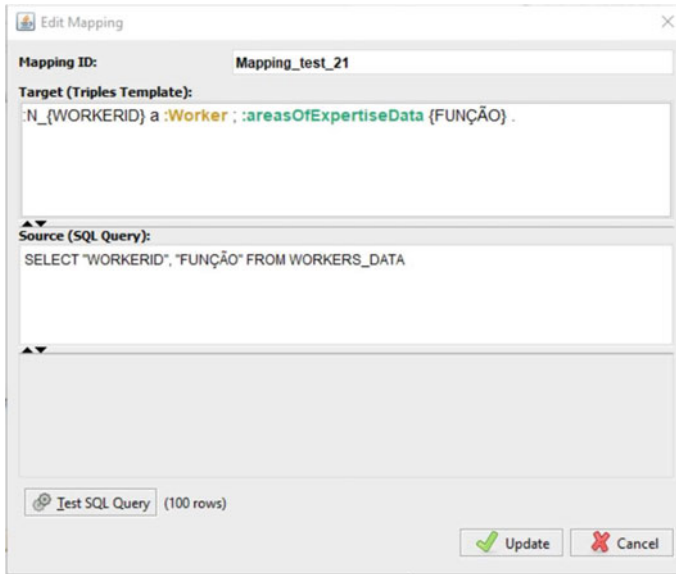 Edit Mapping
Mapping ID: Mapping_test_21
Target (Triples Template):
:N_{WORKERID} a :Worker ; :areasOfExpertiseData {FUNÇÃO} .
Source (SQL Query):
SELECT "WORKERID", "FUNÇÃO" FROM WORKERS_DATA
Test SQL Query (100 rows)
Update Cancel